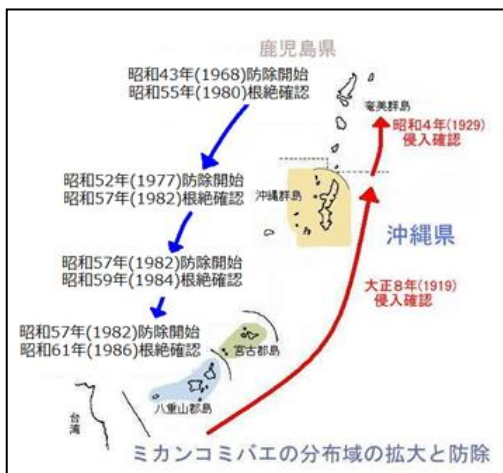 鹿児島県
昭和43年(1968)防除開始
昭和55年(1980)根絶確認
奄美群島
昭和4年(1929)
侵入確認
昭和52年(1977)防除開始
昭和57年(1982)根絶確認
沖縄群島
沖縄県
昭和57年(1982)防除開始
昭和59年(1984)根絶確認
大正8年(1919)
侵入確認
昭和57年(1982)防除開始
昭和61年(1986)根絶確認
宮古郡島
八重山郡島
台湾
ミカンコミバエの分布域の拡大と防除